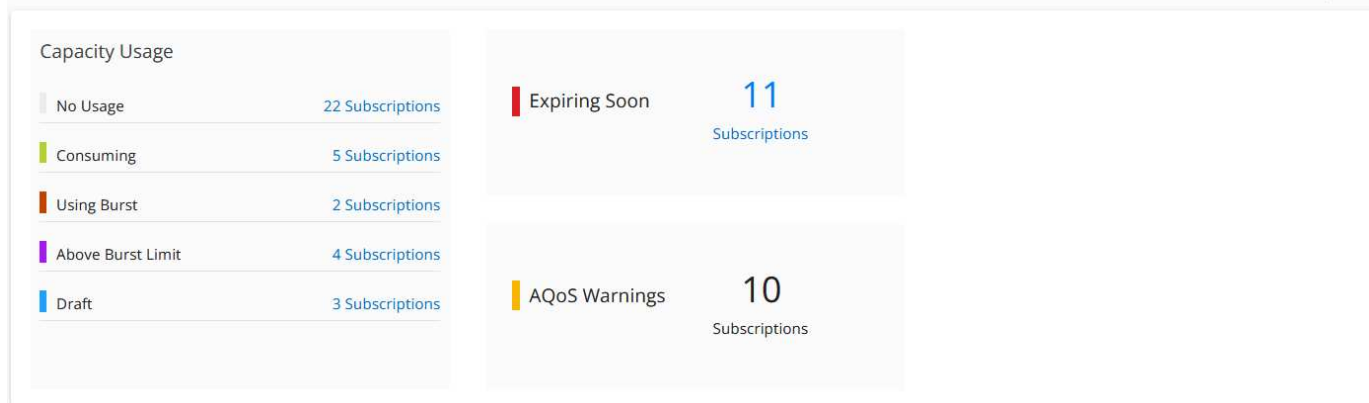 Capacity Usage
No Usage 22 Subscriptions
Consuming 5 Subscriptions
Using Burst 2 Subscriptions
Above Burst Limit 4 Subscriptions
Draft 3 Subscriptions
Expiring Soon 11
Subscriptions
AQoS Warnings 10
Subscriptions